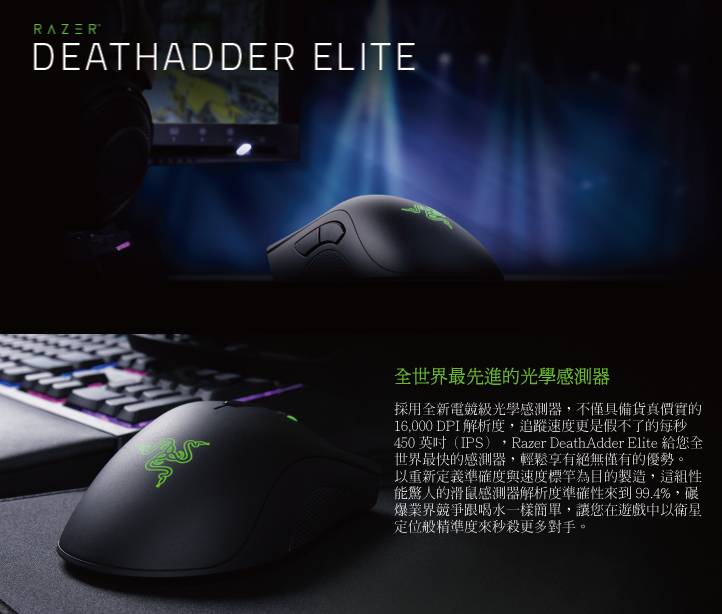 RAZER
DEATHADDER ELITE
全世界最先進的光學感測器
採用全新電競級光學感測器，不僅具備貨真價實的
16,000 DPI 解析度，追蹤速度更是假不了的每秒
450 英吋（IPS），Razer DeathAdder Elite 給您全
世界最快的感測器，輕鬆享有絕無僅有的優勢。
以重新定義準確度與速度標竿為目的製造，這組性
能驚人的滑鼠感測器解析度準確性來到 99.4%，碾
爆業界競爭跟喝水一樣簡單，讓您在遊戲中以衛星
定位般精準度來秒殺更多對手。